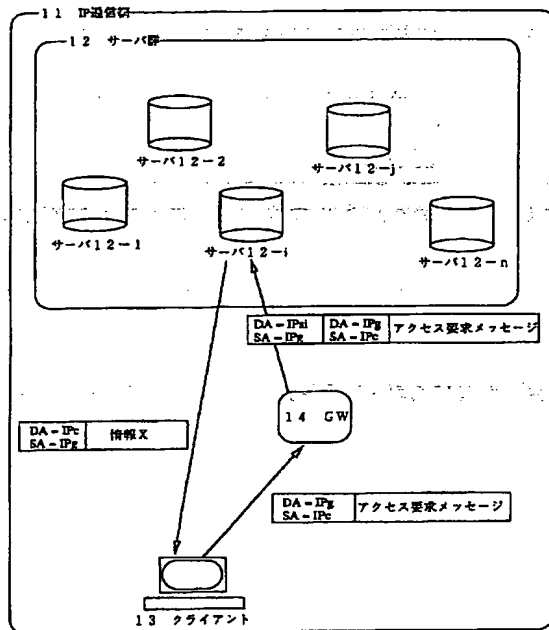 11 IP通信網
12 サーバ群
サーバ12-2
サーバ12-j
サーバ12-1
サーバ12-i
サーバ12-n
DA=IPsi
SA=IPg
DA=IPg
SA=IPc
アクセス要求メッセージ
14 GW
DA=IPc
SA=IPg
情報X
DA=IPg
SA=IPc
アクセス要求メッセージ
13 クライアント